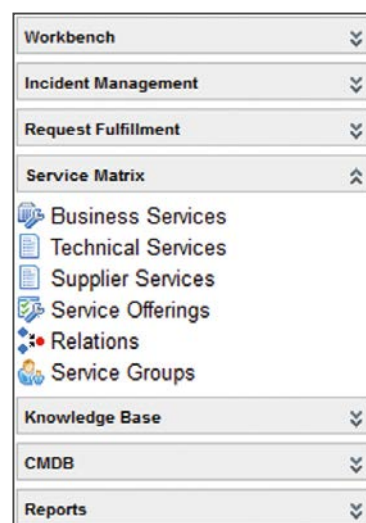 Workbench
Incident Management
Request Fulfillment
Service Matrix
Business Services
Technical Services
Supplier Services
Service Offerings
Relations
Service Groups
Knowledge Base
CMDB
Reports